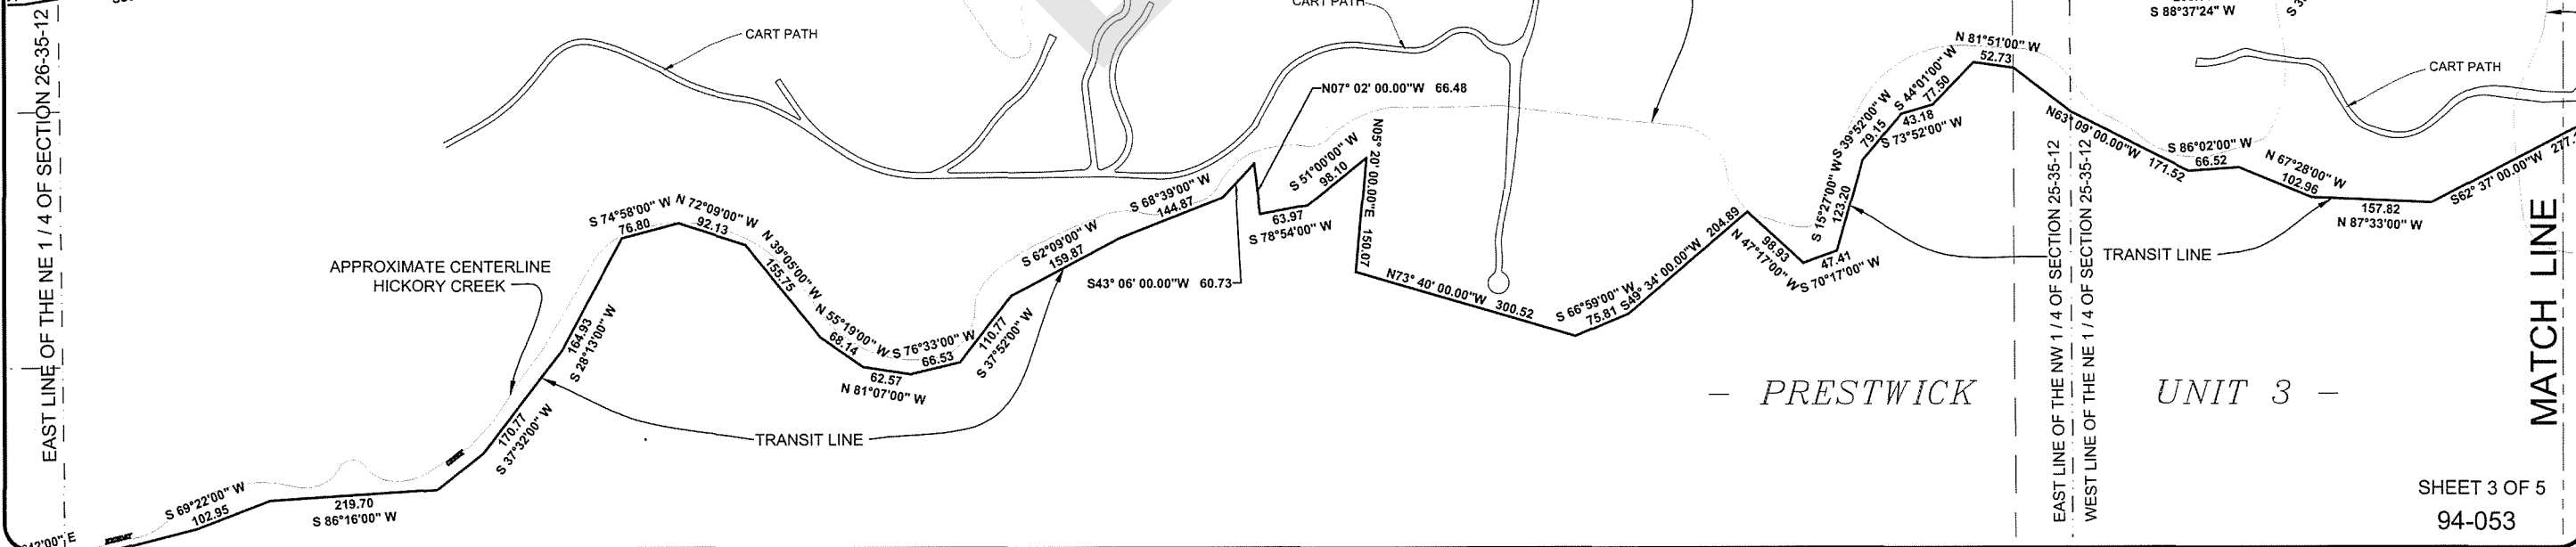 CART PATH
CART PATH
S 88°37'24" W
CART PATH
EAST LINE OF THE NE 1 / 4 OF SECTION 26-35-12
N 81°51'00" W
52.73
S 44°01'00" W
77.50
43.18
S 73°52'00" W
S 39°52'00" W
79.15
S 15°27'00" W
123.20
N07° 02' 00.00"W 66.48
S 51°00'00" W
98.10
N05° 20' 00.00"E 150.07
N63° 09' 00.00"W 171.52
S 86°02'00" W
66.52
N 67°28'00" W
102.96
157.82
N 87°33'00" W
S62° 37' 00.00"W 277.
S 74°58'00" W
76.80
N 72°09'00" W
92.13
N 39°05'00" W
155.75
N 55°19'00" W
68.14
62.57
N 81°07'00" W
S 76°33'00" W
66.53
110.77
S 37°52'00" W
S 62°09'00" W
159.87
S 68°39'00" W
144.87
S43° 06' 00.00"W 60.73
63.97
S 78°54'00" W
N73° 40' 00.00"W 300.52
S 66°59'00" W
75.81
S49° 34' 00.00"W 204.89
98.93
N 47°17'00" W
47.41
S 70°17'00" W
TRANSIT LINE
APPROXIMATE CENTERLINE
HICKORY CREEK
164.93
S 28°13'00" W
170.77
S 37°32'00" W
TRANSIT LINE
EAST LINE OF THE NW 1 / 4 OF SECTION 25-35-12
WEST LINE OF THE NE 1 / 4 OF SECTION 25-35-12
- PRESTWICK UNIT 3 -
MATCH LINE
S 69°22'00" W
102.95
219.70
S 86°16'00" W
SHEET 3 OF 5
94-053
42'00" E